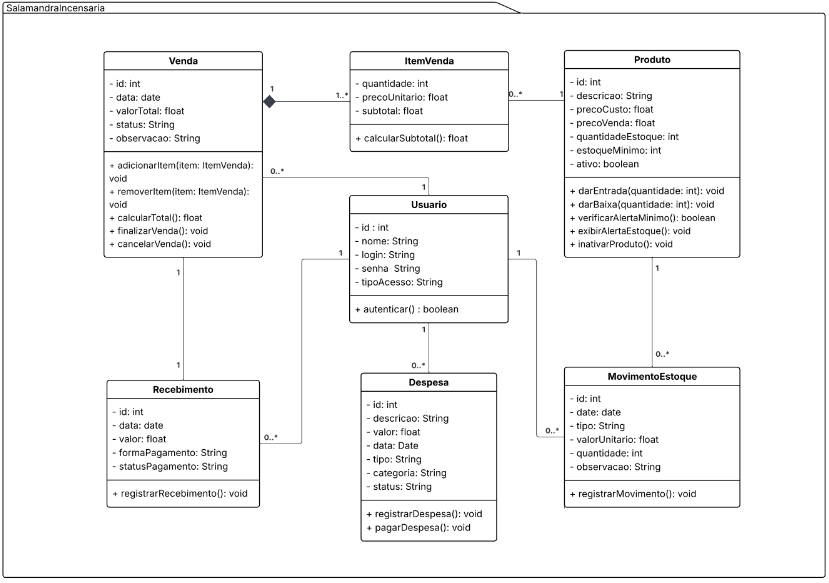 SalamandraIncensaria
Venda
- id: int
- data: date
- valorTotal: float
- status: String
- observacao: String
+ adicionarItem(item: ItemVenda):
void
+ removerItem(item: ItemVenda):
void
+ calcularTotal(): float
+ finalizarVenda(): void
+ cancelarVenda(): void
1
1..*
ItemVenda
- quantidade: int
- precoUnitario: float
- subtotal: float
+ calcularSubtotal(): float
0..*
1
Produto
- id: int
- descricao: String
- precoCusto: float
- precoVenda: float
- quantidadeEstoque: int
- estoqueMinimo: int
- ativo: boolean
+ darEntrada(quantidade: int): void
+ darBaixa(quantidade: int): void
+ verificarAlertaMinimo(): boolean
+ exibirAlertaEstoque(): void
+ inativarProduto(): void
0..*
1
Usuario
- id : int
- nome: String
- login: String
- senha  String
- tipoAcesso: String
+ autenticar() : boolean
1
1
1
1
1
0..*
1
0..*
1
0..*
0..*
Recebimento
- id: int
- data: date
- valor: float
- formaPagamento: String
- statusPagamento: String
+ registrarRecebimento(): void
Despesa
- id: int
- descricao: String
- valor: float
- data: Date
- tipo: String
- categoria: String
- status: String
+ registrarDespesa(): void
+ pagarDespesa(): void
MovimentoEstoque
- id: int
- date: date
- tipo: String
- valorUnitario: float
- quantidade: int
- observacao: String
+ registrarMovimento(): void